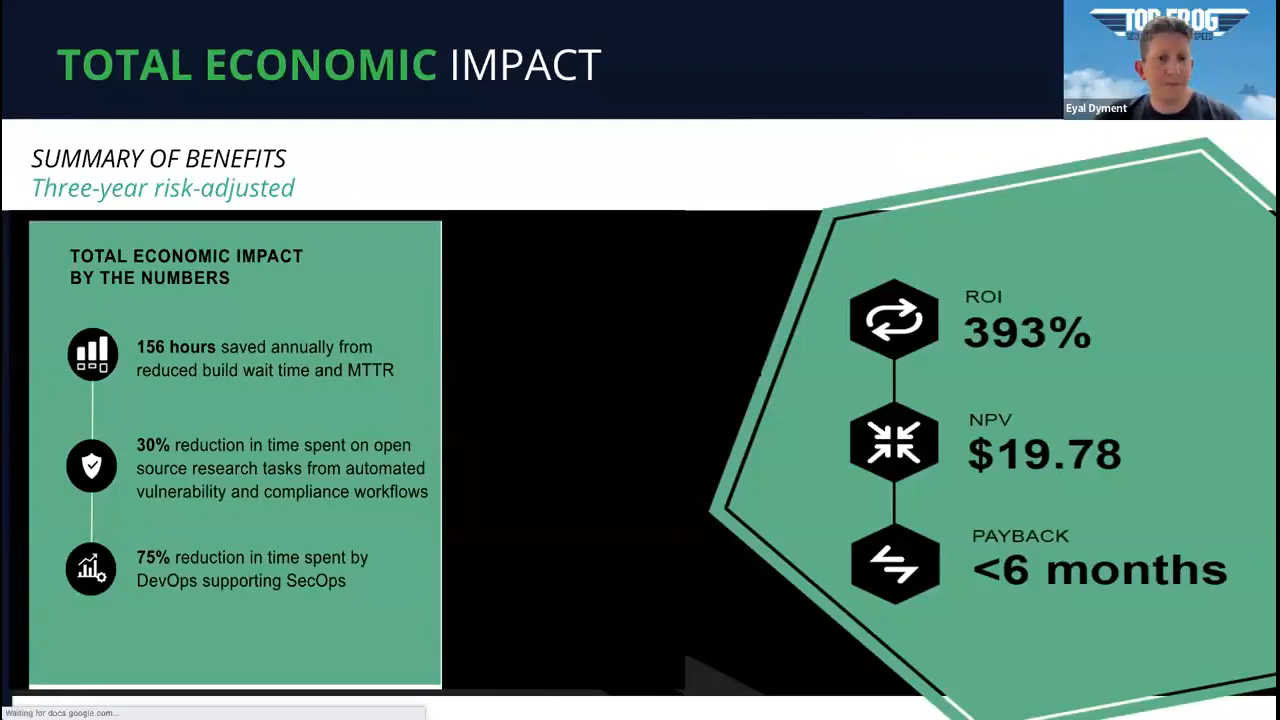 TOTAL ECONOMIC IMPACT
TOP FROG
SPEED
Eyal Dyment
SUMMARY OF BENEFITS
Three-year risk-adjusted
TOTAL ECONOMIC IMPACT
BY THE NUMBERS
156 hours saved annually from
reduced build wait time and MTTR
30% reduction in time spent on open
source research tasks from automated
vulnerability and compliance workflows
75% reduction in time spent by
DevOps supporting SecOps
ROI
393%
NPV
$19.78
PAYBACK
<6 months
Waiting for docs.google.com...